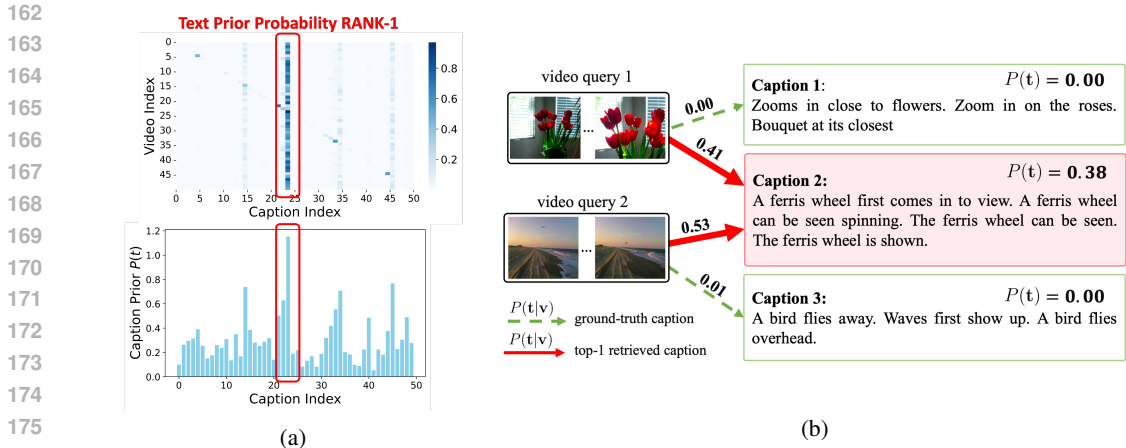 162
163
164
165
166
167
168
169
170
171
172
173
174
175
Text Prior Probability RANK-1
Video Index
0
5
10
15
20
25
30
35
40
45
0 5 10 15 20 25 30 35 40 45 50
Caption Index
0.8
0.6
0.4
0.2
Caption Prior P(t)
1.2
1.0
0.8
0.6
0.4
0.2
0.0
0 10 20 30 40 50
Caption Index
(a)
video query 1
...
video query 2
...
0.00
0.41
0.53
0.01
P(t|v)
ground-truth caption
P(t|v)
top-1 retrieved caption
Caption 1: P(t) = 0.00
Zooms in close to flowers. Zoom in on the roses.
Bouquet at its closest
Caption 2: P(t) = 0.38
A ferris wheel first comes in to view. A ferris wheel
can be seen spinning. The ferris wheel can be seen.
The ferris wheel is shown.
Caption 3: P(t) = 0.00
A bird flies away. Waves first show up. A bird flies
overhead.
(b)